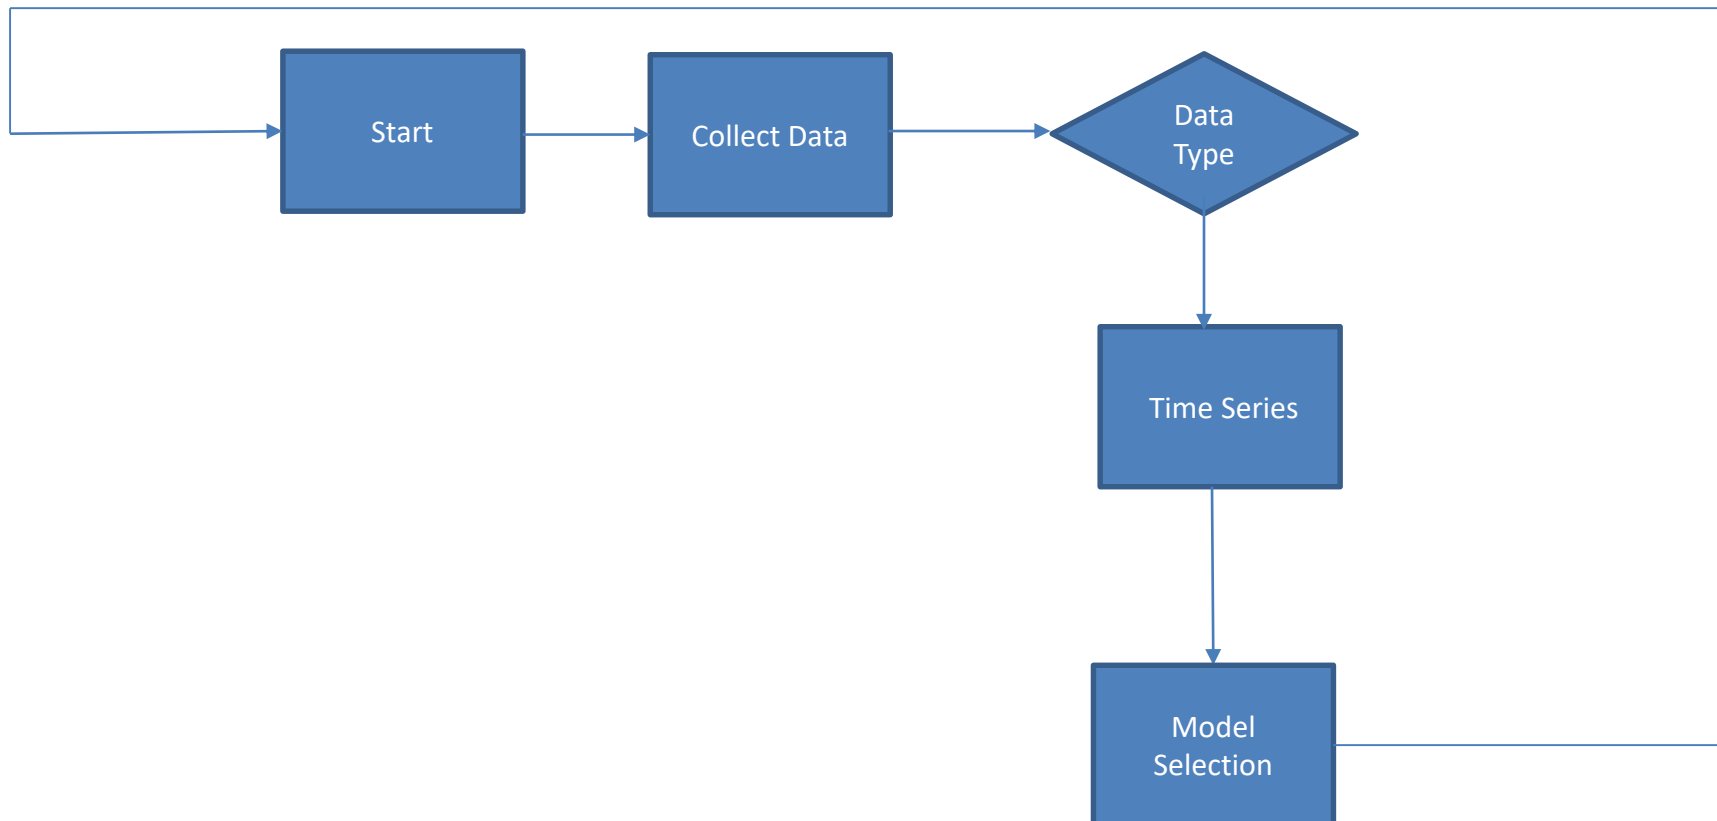 Start
Collect Data
Data
Type
Time Series
Model
Selection